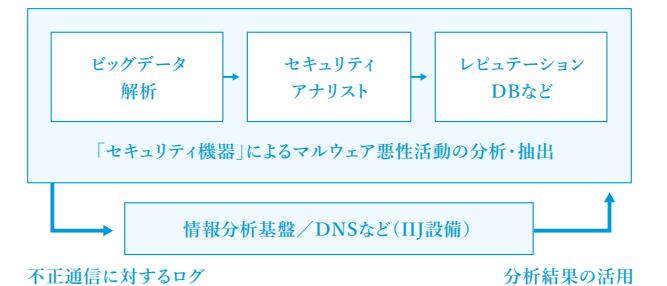 ビッグデータ
解析
セキュリティ
アナリスト
レピュテーション
DBなど
「セキュリティ機器」によるマルウェア悪性活動の分析・抽出
情報分析基盤／DNSなど（IIJ設備）
不正通信に対するログ
分析結果の活用